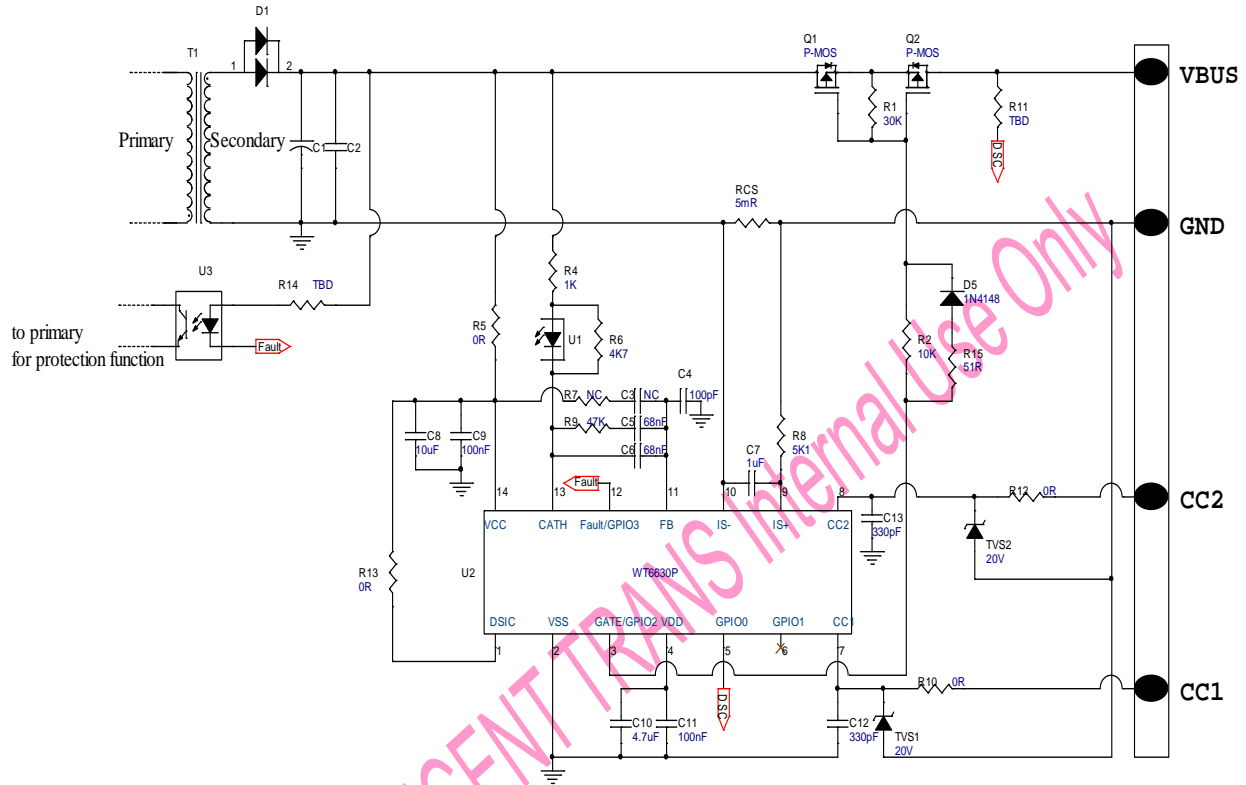 D1
Q1
P-MOS
Q2
P-MOS
T1
1
2
VBUS
R1
30K
R11
TBD
Primary
Secondary
C1
C2
DSC
RCS
5mR
GND
U3
R14
TBD
R4
1K
D5
1N4148
to primary
for protection function
Fault
R5
0R
U1
R6
4K7
R2
10K
R15
51R
R7
NC
C3
NC
C4
100pF
R9
47K
C5
68nF
C8
10uF
C9
100nF
C6
68nF
C7
1uF
R8
5K1
Fault
14
13
12
11
10
9
8
R12
0R
CC2
VCC
CATH
Fault/GPIO3
FB
IS-
IS+
CC2
C13
330pF
TVS2
20V
R13
0R
U2
WT6630P
DSIC
VSS
GATE/GPIO2
VDD
GPIO0
GPIO1
CC1
1
2
3
4
5
6
7
R10
0R
CC1
DSC
C10
4.7uF
C11
100nF
C12
330pF
TVS1
20V
GENT TRANS Internal Use Only